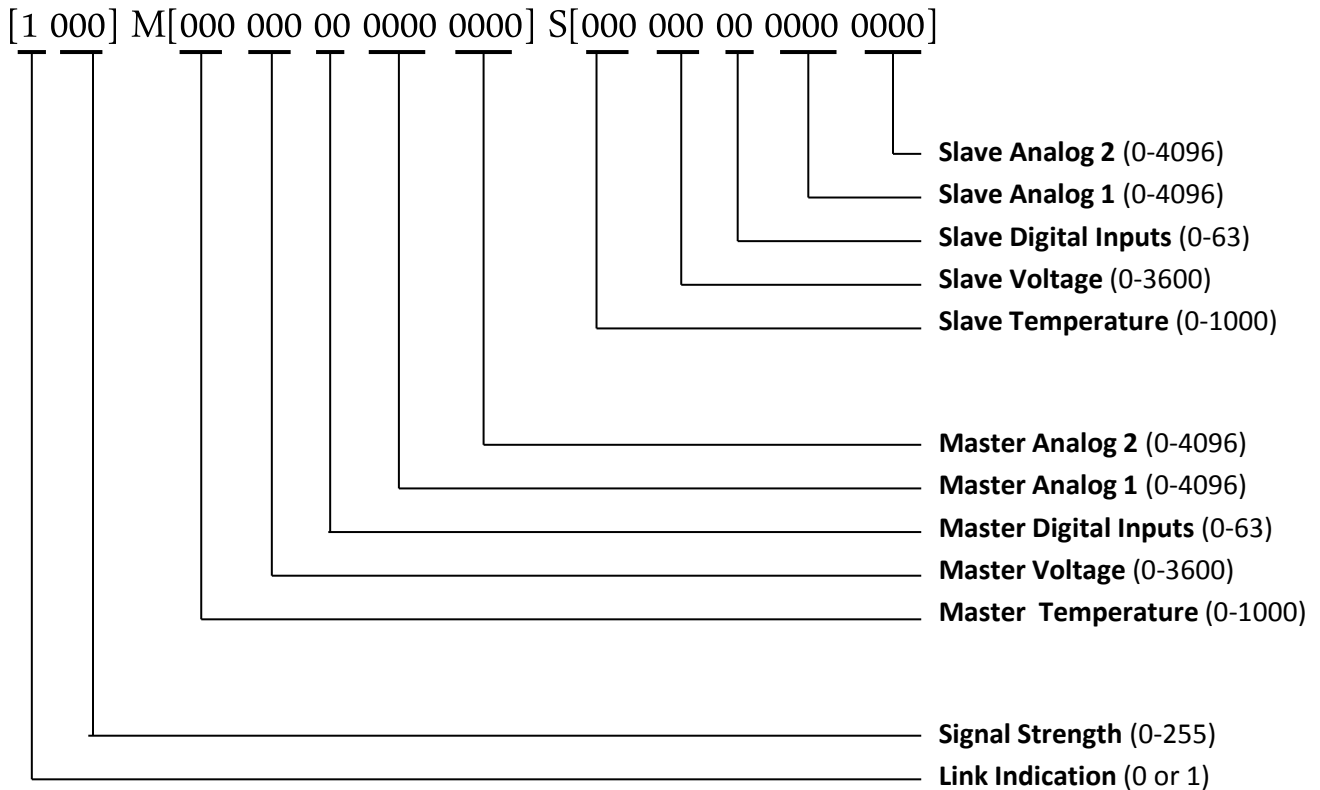 [1 000] M[000 000 00 0000 0000] S[000 000 00 0000 0000]
Slave Analog 2 (0-4096)
Slave Analog 1 (0-4096)
Slave Digital Inputs (0-63)
Slave Voltage (0-3600)
Slave Temperature (0-1000)
Master Analog 2 (0-4096)
Master Analog 1 (0-4096)
Master Digital Inputs (0-63)
Master Voltage (0-3600)
Master Temperature (0-1000)
Signal Strength (0-255)
Link Indication (0 or 1)